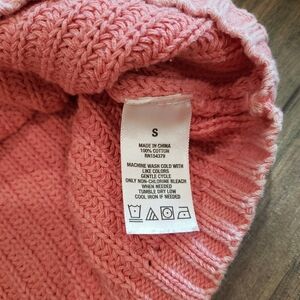 S
MADE IN CHINA
100% COTTON
RN154379
MACHINE WASH COLD WITH
LIKE COLORS
GENTLE CYCLE
ONLY NON-CHLORINE BLEACH
WHEN NEEDED
TUMBLE DRY LOW
COOL IRON IF NEEDED